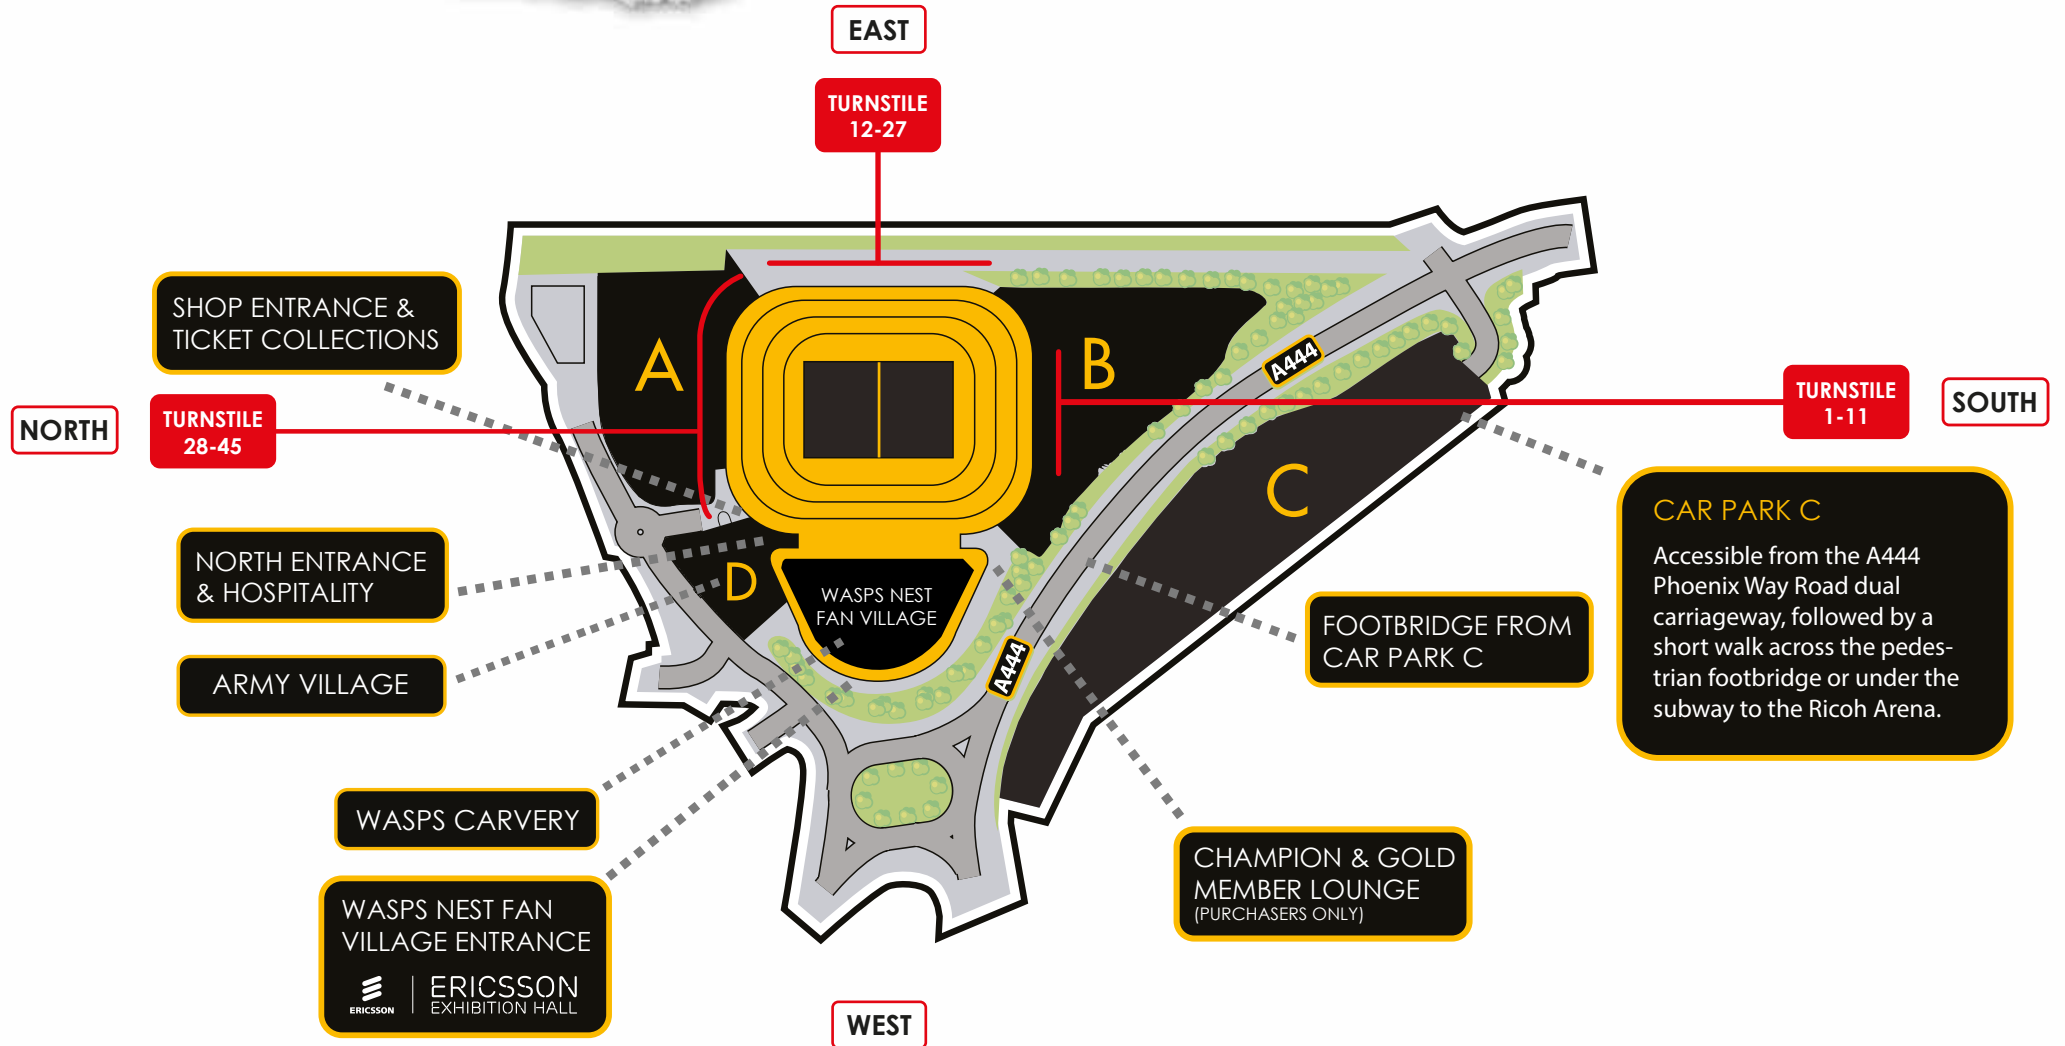 EAST
TURNSTILE
12-27
SHOP ENTRANCE &
TICKET COLLECTIONS
NORTH
TURNSTILE
28-45
A
B
A444
TURNSTILE
1-11
SOUTH
C
CAR PARK C
Accessible from the A444
Phoenix Way Road dual
carriageway, followed by a
short walk across the pedes-
trian footbridge or under the
subway to the Ricoh Arena.
NORTH ENTRANCE
& HOSPITALITY
D
WASPS NEST
FAN VILLAGE
FOOTBRIDGE FROM
CAR PARK C
ARMY VILLAGE
A444
WASPS CARVERY
CHAMPION & GOLD
MEMBER LOUNGE
(PURCHASERS ONLY)
WASPS NEST FAN
VILLAGE ENTRANCE
ERICSSON
ERICSSON
EXHIBITION HALL
WEST